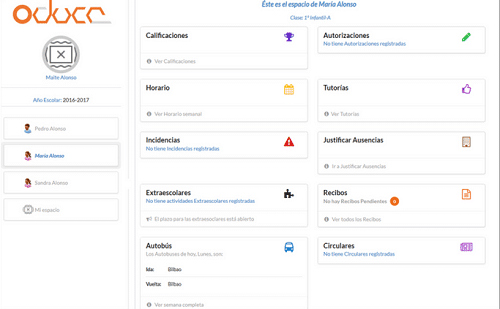 oduca
Maite Alonso
Año Escolar: 2016-2017
Pedro Alonso
María Alonso
Sandra Alonso
Mi espacio
Éste es el espacio de María Alonso
Clase: 1º Infantil-A
Calificaciones
Ver Calificaciones
Autorizaciones
No tiene Autorizaciones registradas
Horario
Ver Horario semanal
Tutorías
Ver Tutorías
Incidencias
No tiene Incidencias registradas
Justificar Ausencias
Ir a Justificar Ausencias
Extraescolares
No tiene actividades Extraescolares registradas
El plazo para las extraescolares está abierto
Recibos
No hay Recibos Pendientes 0
Ver todos los Recibos
Autobús
Los Autobuses de hoy, Lunes, son:
Ida: Bilbao
Vuelta: Bilbao
Ver semana completa
Circulares
No tiene Circulares registradas